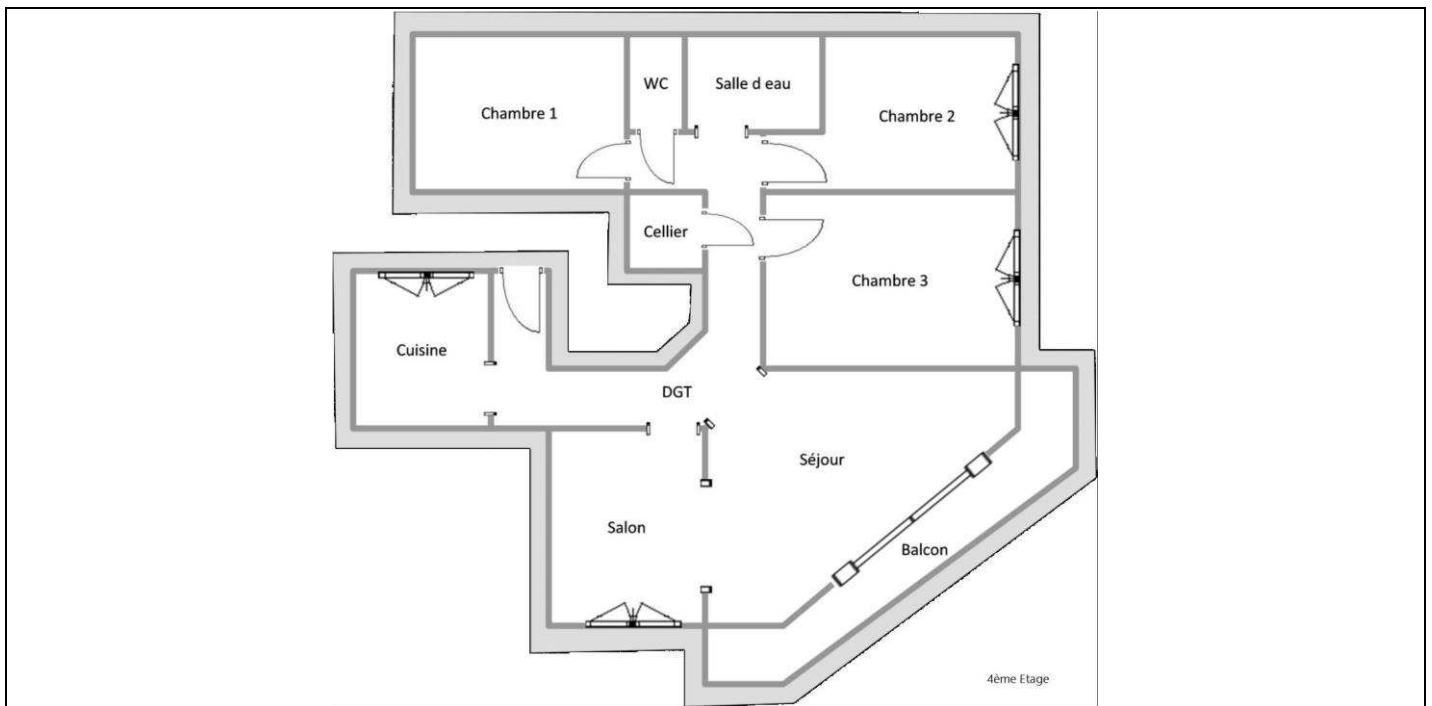 WC
Salle d eau
Chambre 1
Chambre 2
Cellier
Chambre 3
Cuisine
DGT
Séjour
Salon
Balcon
4ème Etage